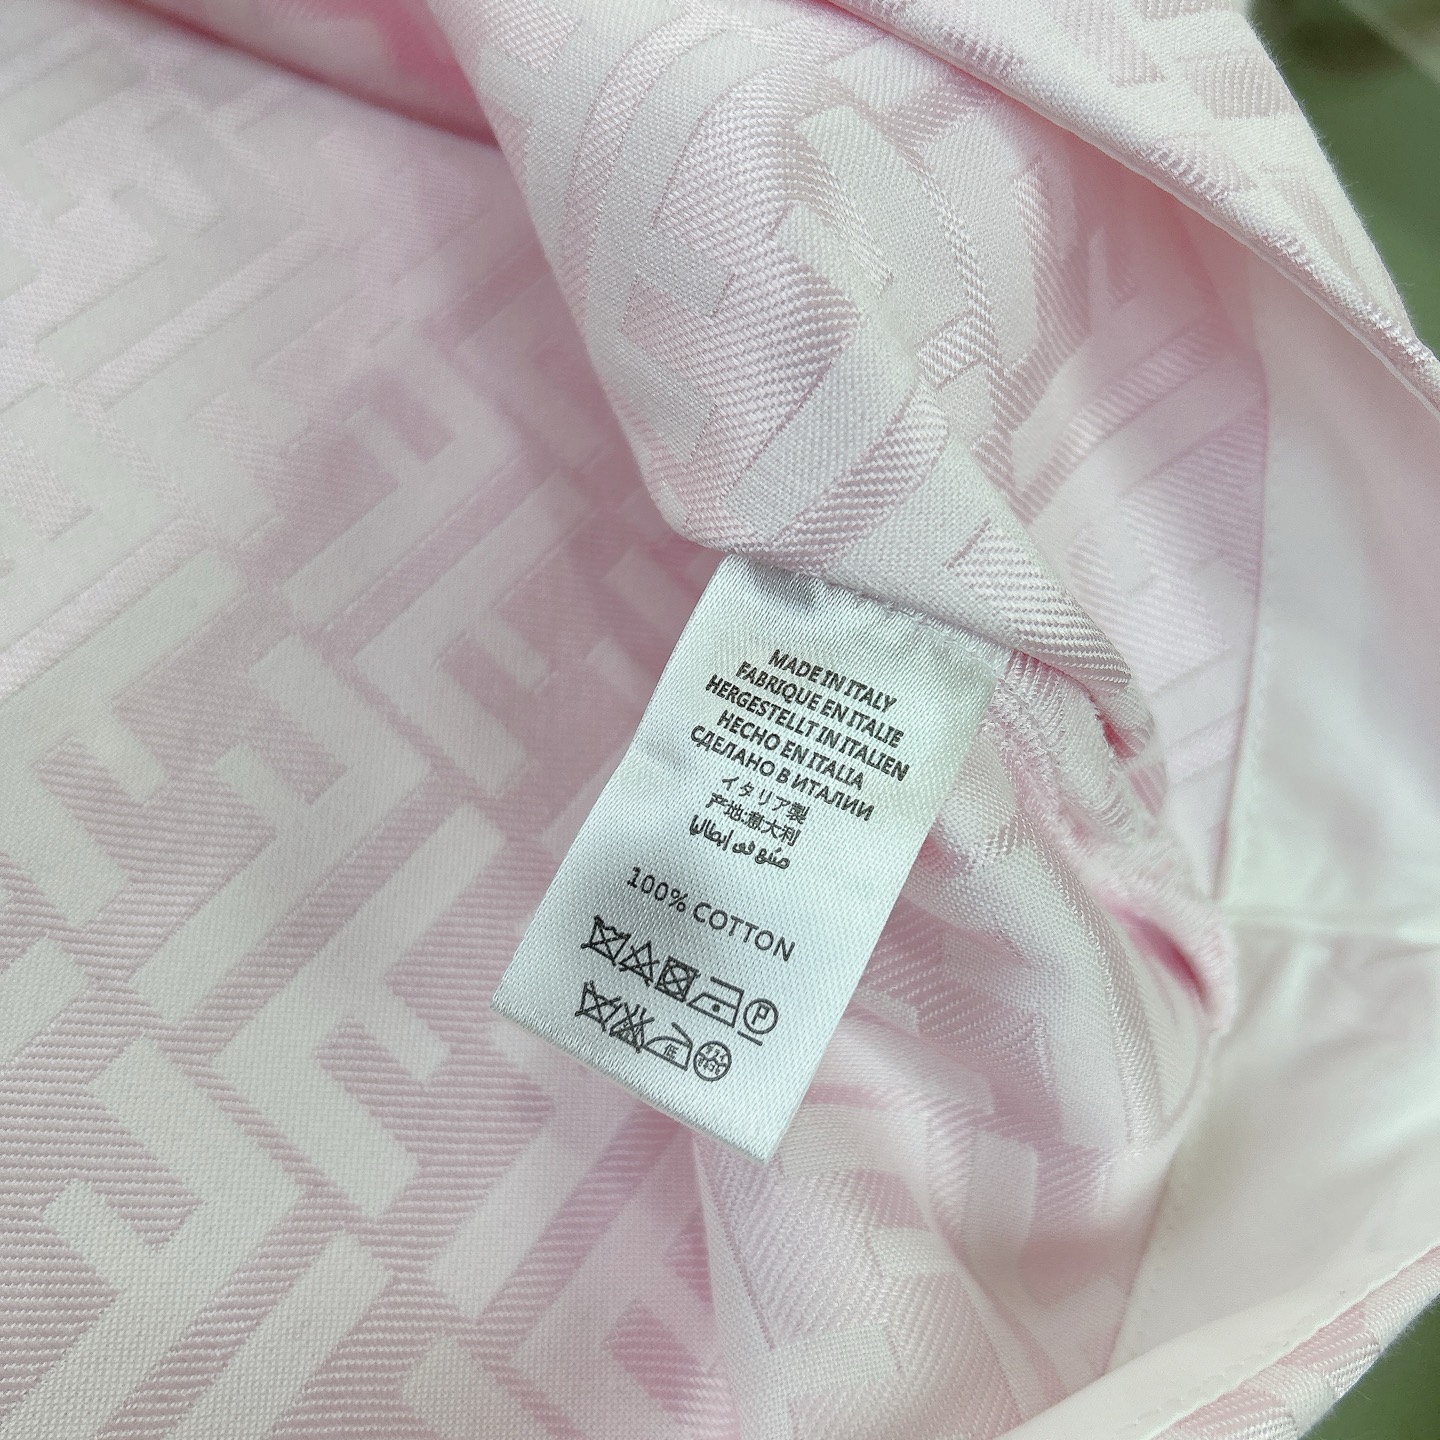 MADE IN ITALY
FABRIQUE EN ITALIE
HERGESTELLT IN ITALIEN
HECHO EN ITALIA
СДЕЛАНО В ИТАЛИИ
イタリア製
产地:意大利
صنع في إيطاليا
100% COTTON
P
低